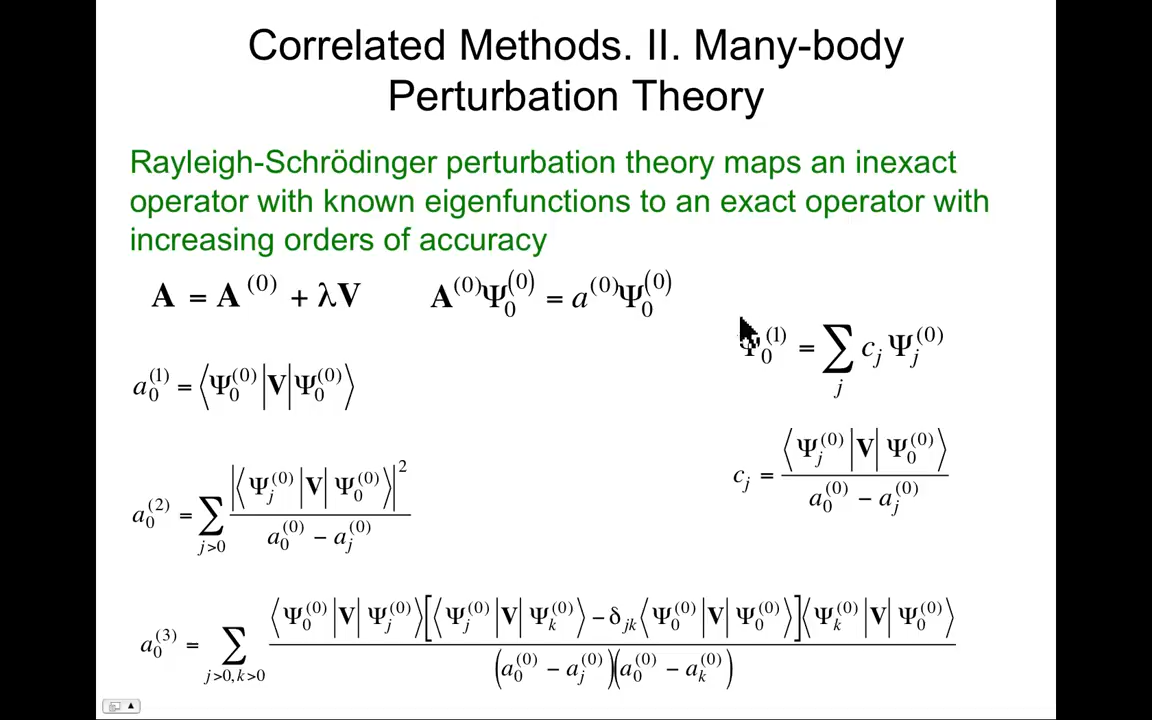 Correlated Methods. II. Many-body
Perturbation Theory
Rayleigh-Schrödinger perturbation theory maps an inexact
operator with known eigenfunctions to an exact operator with
increasing orders of accuracy
A = A^(0) + λV    A^(0)Ψ_0^(0) = a^(0)Ψ_0^(0)
Ψ_0^(1) = ∑_j c_j Ψ_j^(0)
a_0^(1) = ⟨Ψ_0^(0)|V|Ψ_0^(0)⟩
c_j = ⟨Ψ_j^(0)|V|Ψ_0^(0)⟩ / (a_0^(0) − a_j^(0))
a_0^(2) = ∑_{j>0} |⟨Ψ_j^(0)|V|Ψ_0^(0)⟩|^2 / (a_0^(0) − a_j^(0))
a_0^(3) = ∑_{j>0,k>0} ⟨Ψ_0^(0)|V|Ψ_j^(0)⟩[⟨Ψ_j^(0)|V|Ψ_k^(0)⟩ − δ_jk⟨Ψ_0^(0)|V|Ψ_0^(0)⟩]⟨Ψ_k^(0)|V|Ψ_0^(0)⟩ / (a_0^(0) − a_j^(0))(a_0^(0) − a_k^(0))